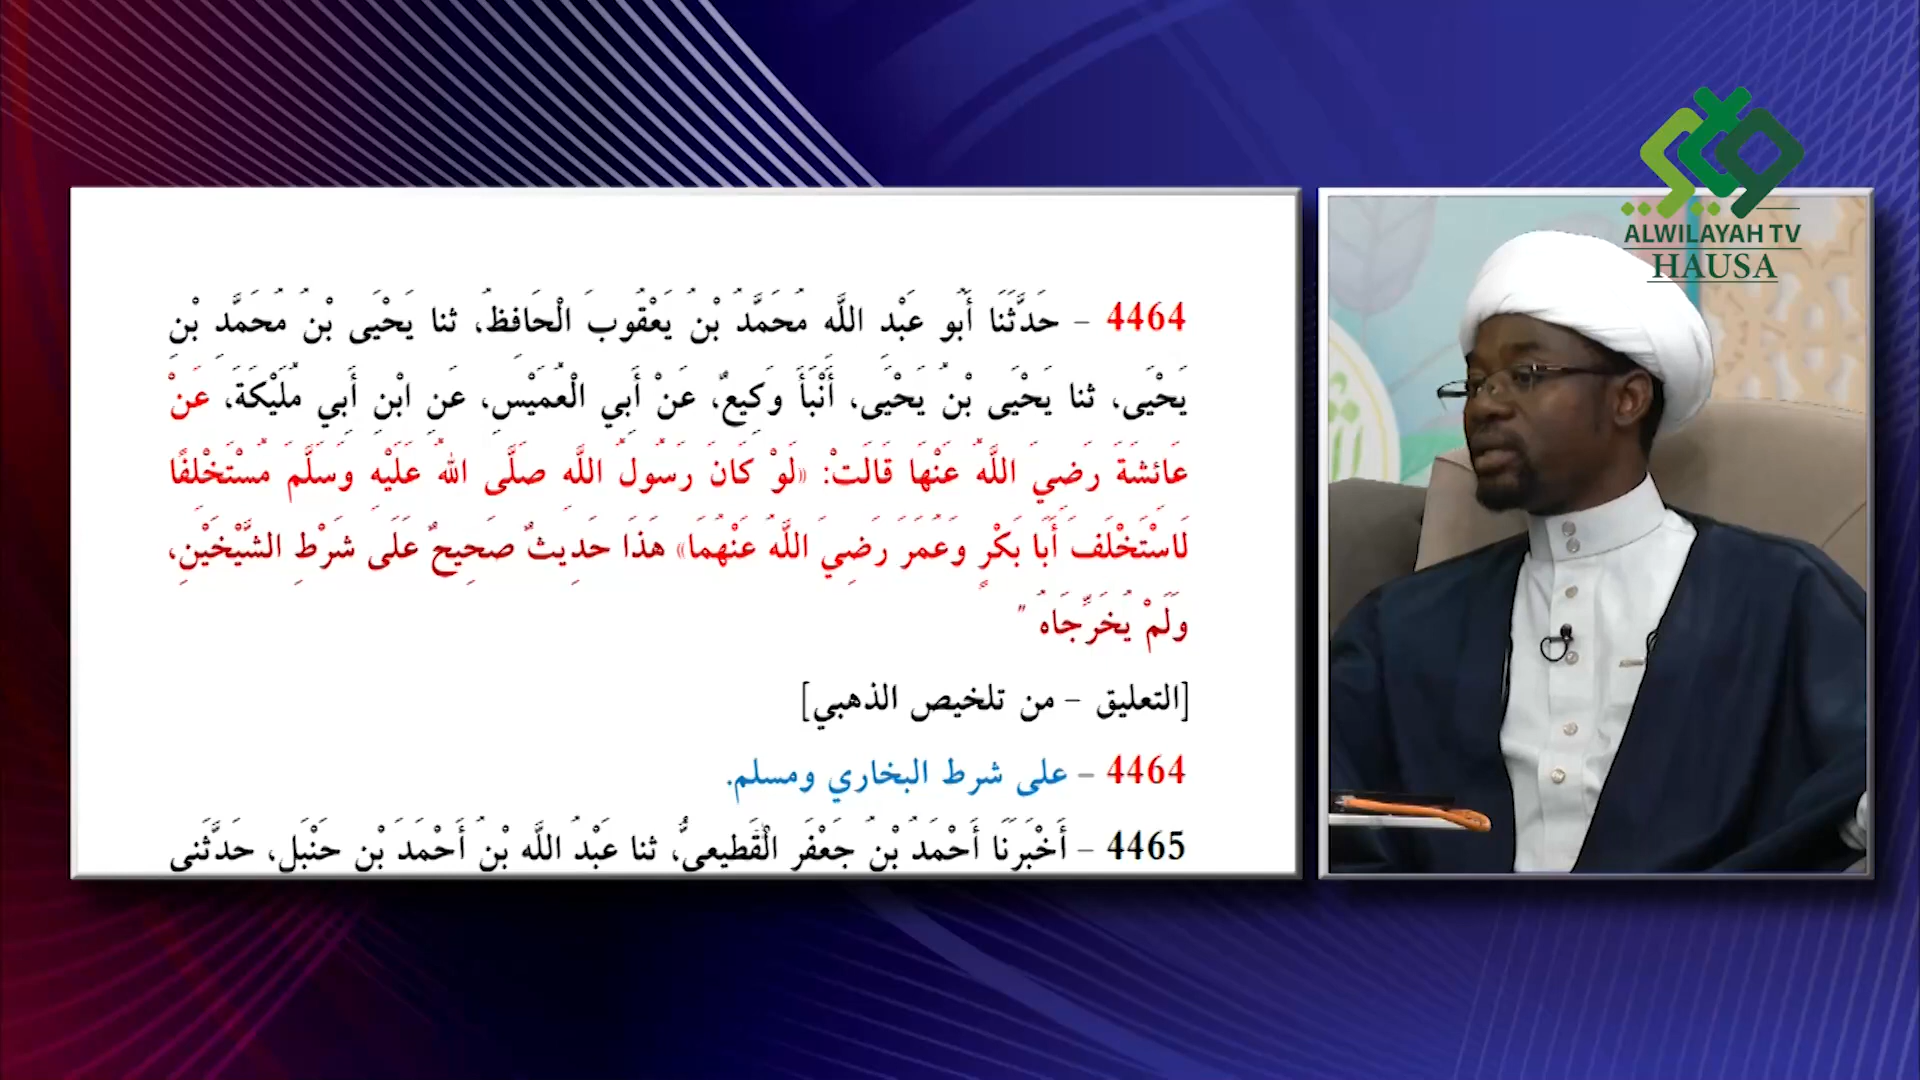 4464 - حَدَّثَنَا أَبُو عَبْدِ اللَّهِ مُحَمَّدُ بْنُ يَعْقُوبَ الْحَافِظُ، ثنا يَحْيَى بْنُ مُحَمَّدِ بْنِ
يَحْيَى، ثنا يَحْيَى بْنُ يَحْيَى، أَنْبَأَ وَكِيعٌ، عَنْ أَبِي الْعُمَيْسِ، عَنِ ابْنِ أَبِي مُلَيْكَةَ، عَنْ
عَائِشَةَ رَضِيَ اللَّهُ عَنْهَا قَالَتْ: «لَوْ كَانَ رَسُولُ اللَّهِ صَلَّى اللهُ عَلَيْهِ وَسَلَّمَ مُسْتَخْلِفًا
لَاسْتَخْلَفَ أَبَا بَكْرٍ وَعُمَرَ رَضِيَ اللَّهُ عَنْهُمَا» هَذَا حَدِيثٌ صَحِيحٌ عَلَى شَرْطِ الشَّيْخَيْنِ،
وَلَمْ يُخَرِّجَاهُ "
[التعليق - من تلخيص الذهبي]
4464 - على شرط البخاري ومسلم.
4465 - أَخْبَرَنَا أَحْمَدُ بْنُ جَعْفَرٍ الْقَطِيعِيُّ، ثنا عَبْدُ اللَّهِ بْنُ أَحْمَدَ بْنِ حَنْبَلٍ، حَدَّثَنِي
ALWILAYAH TV
HAUSA